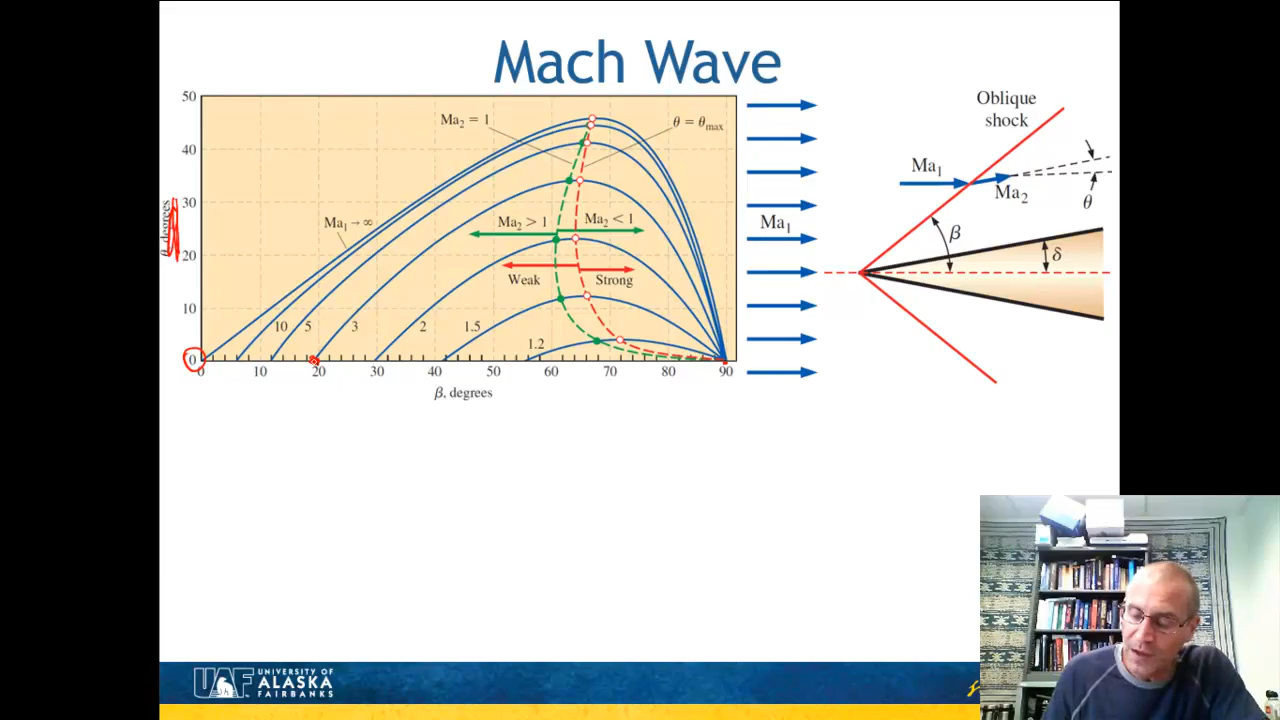 Mach Wave
50
40
30
20
10
0
θ, degrees
Ma₂ = 1
θ = θmax
Ma₁→∞
Ma₂ > 1
Ma₂ < 1
Weak
Strong
10
5
3
2
1.5
1.2
0
10
20
30
40
50
60
70
80
90
β, degrees
Ma₁
Oblique
shock
Ma₁
Ma₂
θ
β
δ
UAF
UNIVERSITY OF
ALASKA
FAIRBANKS